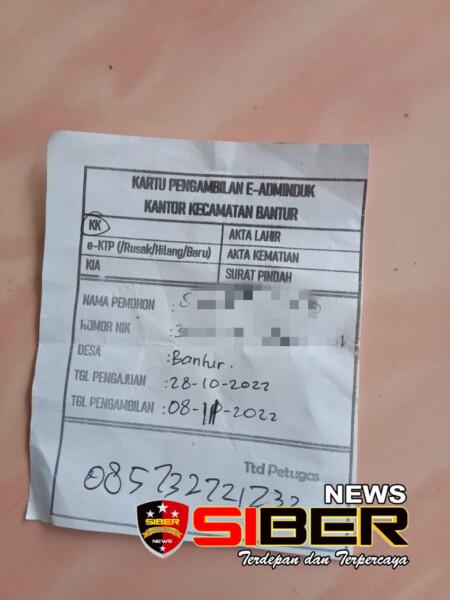 KARTU PENGAMBILAN E-ADMINDUK
KANTOR KECAMATAN BANTUR
KK
AKTA LAHIR
e-KTP (/Rusak/Hilang/Baru)
AKTA KEMATIAN
KIA
SURAT PINDAH
NAMA PEMOHON :
NOMOR NIK :
DESA :Bantur.
TGL PENGAJUAN :28-10-2022
TGL PENGAMBILAN :08-11-2022
Ttd Petugas
NEWS
SIBER
Terdepan dan Terpercaya
SIBER
NEWS